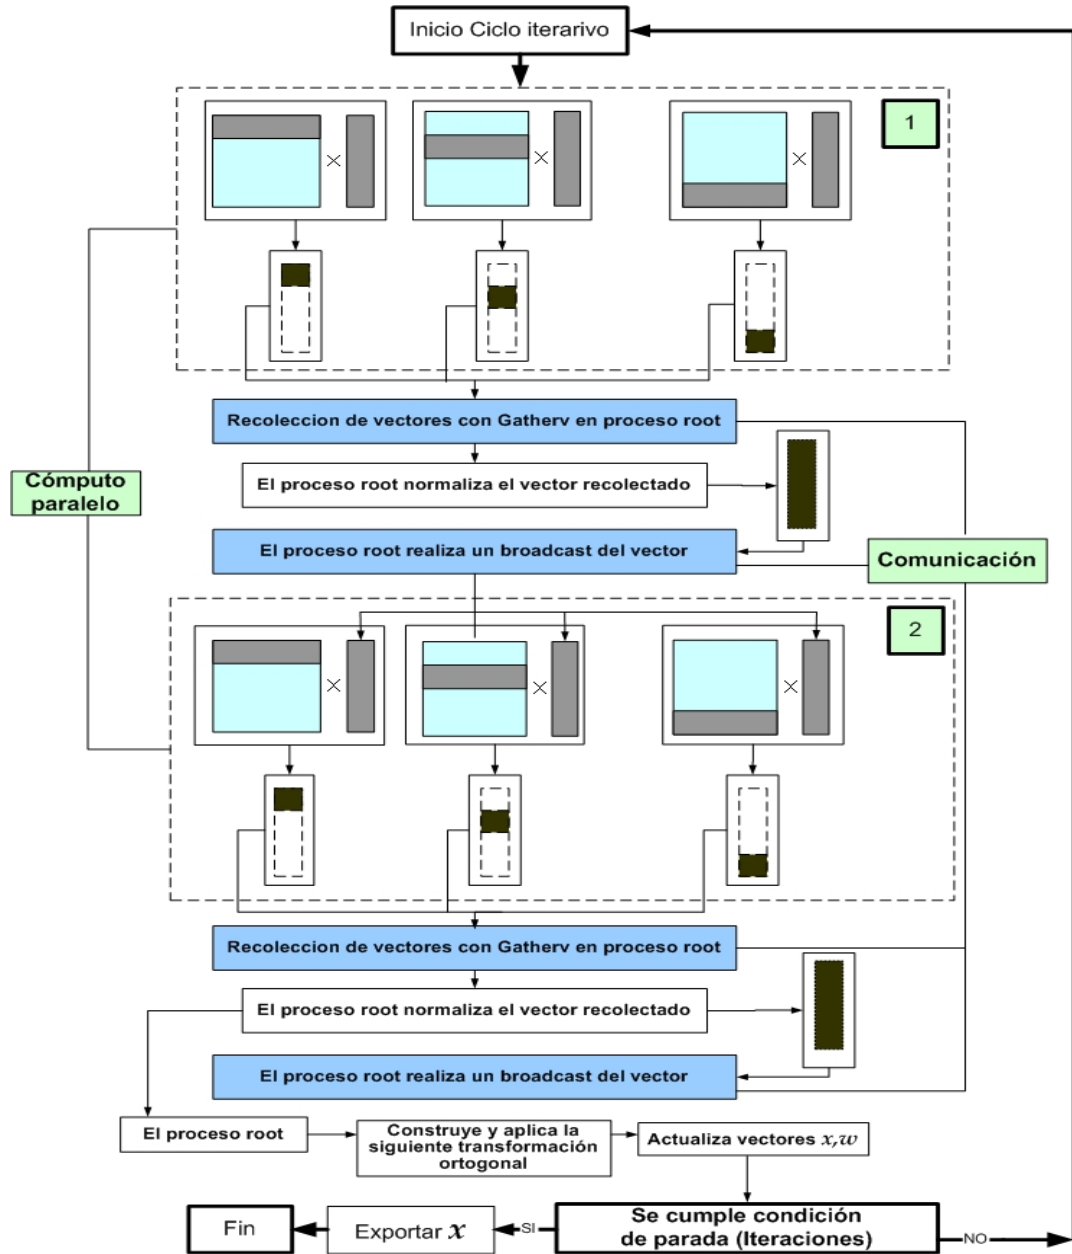 Inicio Ciclo iterarivo
1
×
×
×
Recoleccion de vectores con Gatherv en proceso root
El proceso root normaliza el vector recolectado
Cómputo
paralelo
El proceso root realiza un broadcast del vector
Comunicación
2
×
×
×
Recoleccion de vectores con Gatherv en proceso root
El proceso root normaliza el vector recolectado
El proceso root realiza un broadcast del vector
El proceso root
Construye y aplica la
siguiente transformación
ortogonal
Actualiza vectores x,w
Fin
Exportar x
SI
Se cumple condición
de parada (Iteraciones)
NO